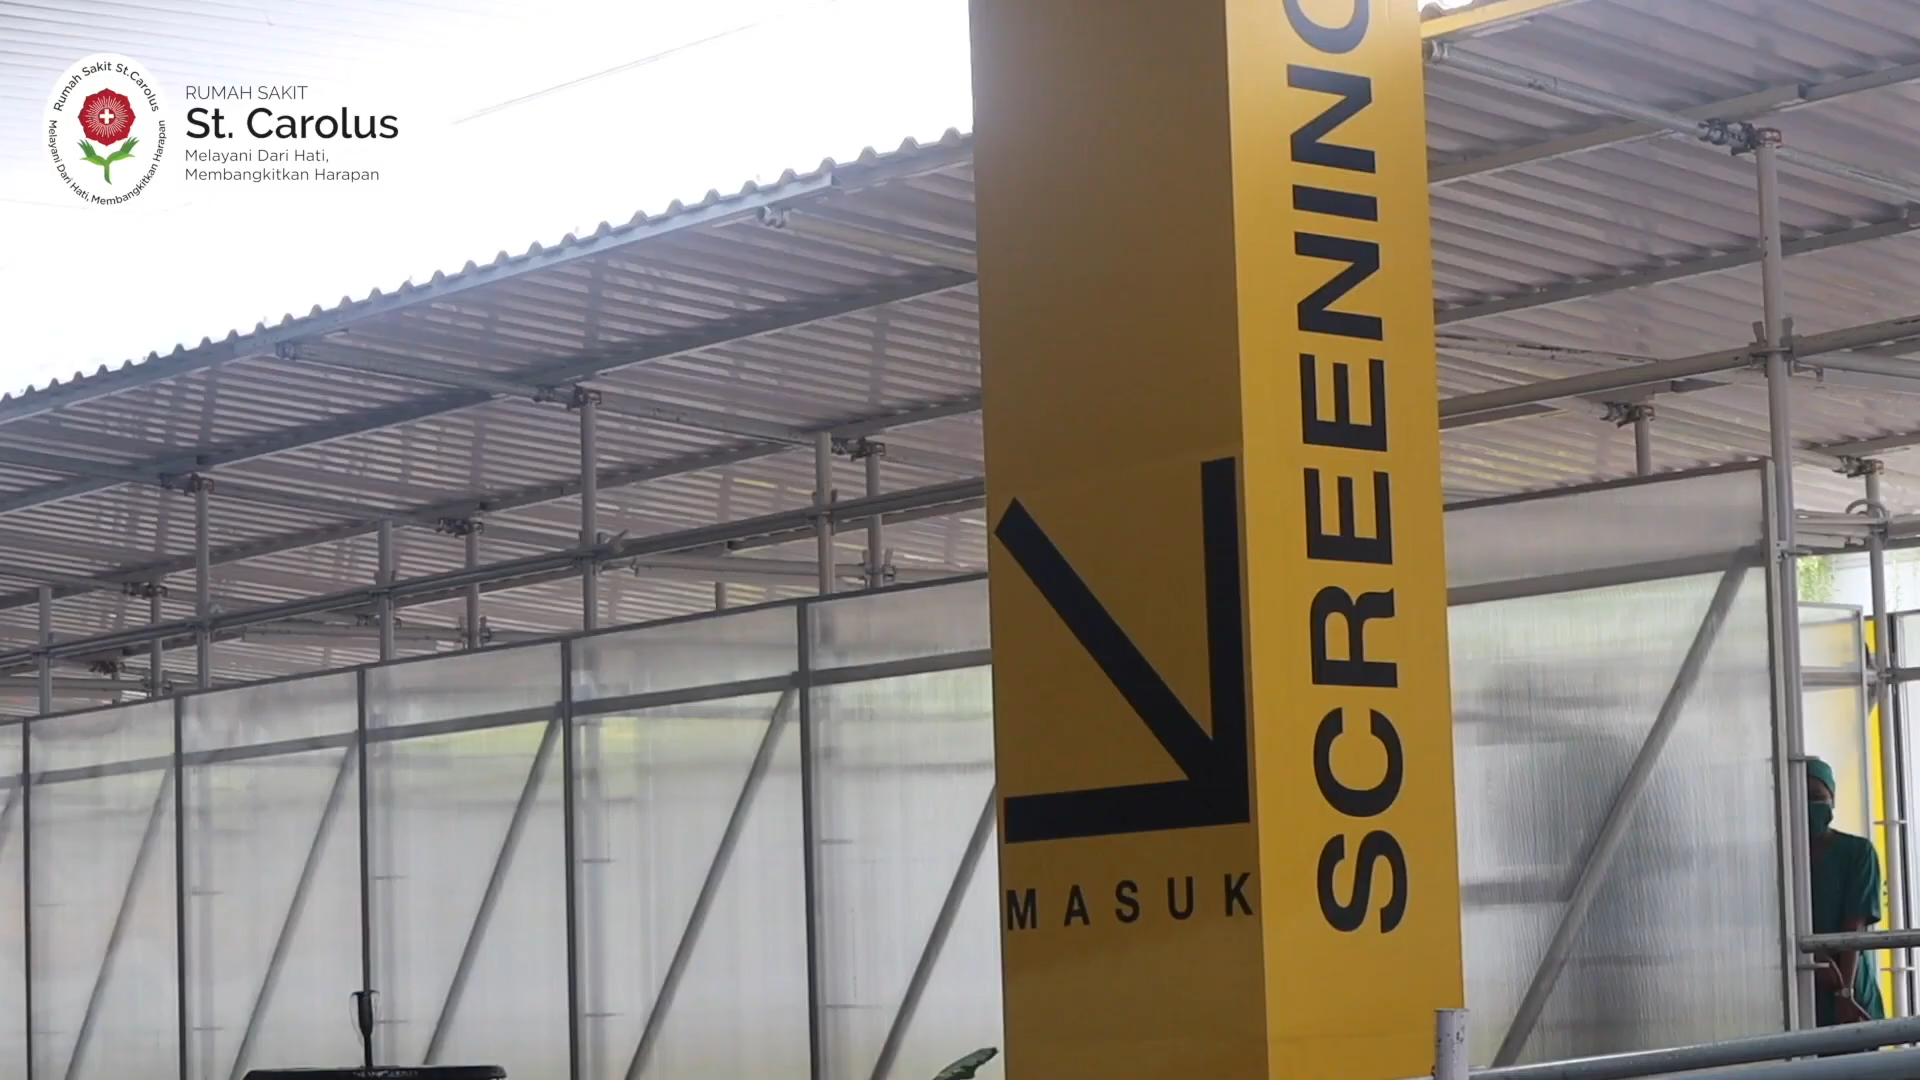 Rumah Sakit St.Carolus
Melayani Dari Hati, Membangkitkan Harapan
RUMAH SAKIT
St. Carolus
Melayani Dari Hati,
Membangkitkan Harapan
SCREENING
MASUK